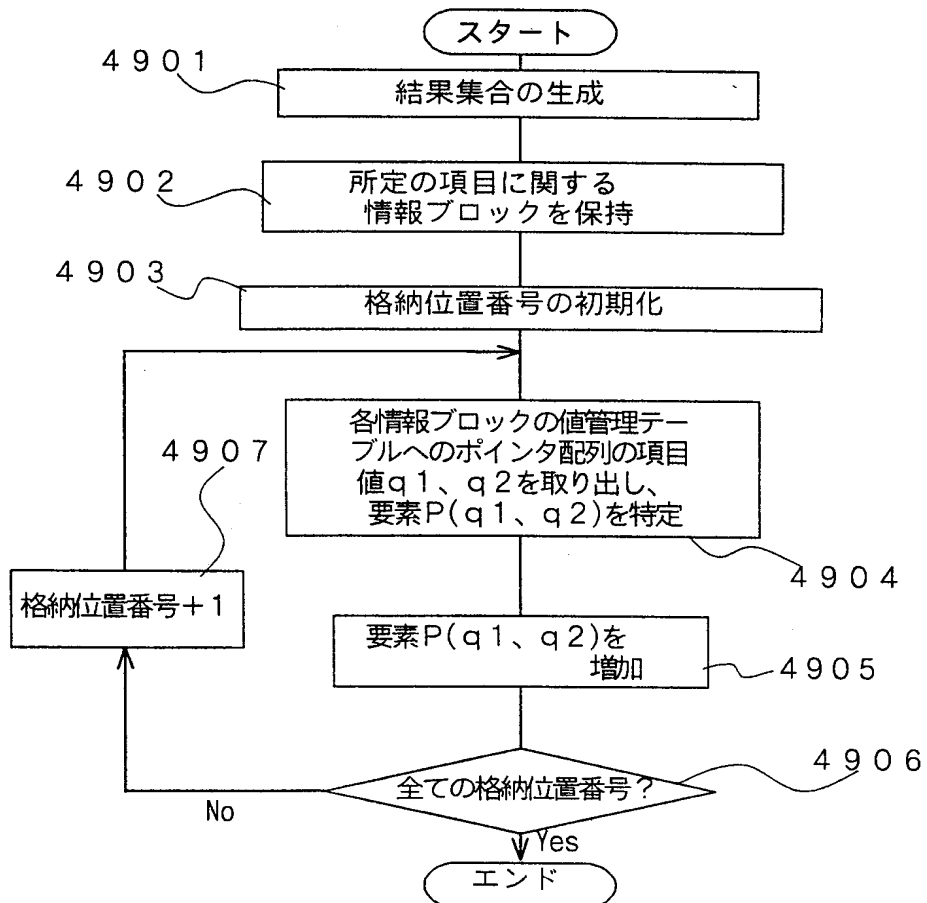 スタート
4901
結果集合の生成
4902
所定の項目に関する
情報ブロックを保持
4903
格納位置番号の初期化
各情報ブロックの値管理テー
ブルへのポインタ配列の項目
値q1、q2を取り出し、
要素P(q1、q2)を特定
4904
4907
格納位置番号+1
要素P(q1、q2)を
増加
4905
全ての格納位置番号?
4906
No
Yes
エンド